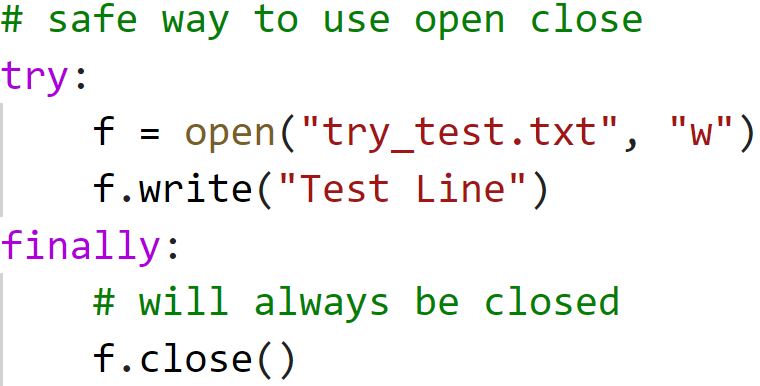 # safe way to use open close
try:
    f = open("try_test.txt", "w")
    f.write("Test Line")
finally:
    # will always be closed
    f.close()